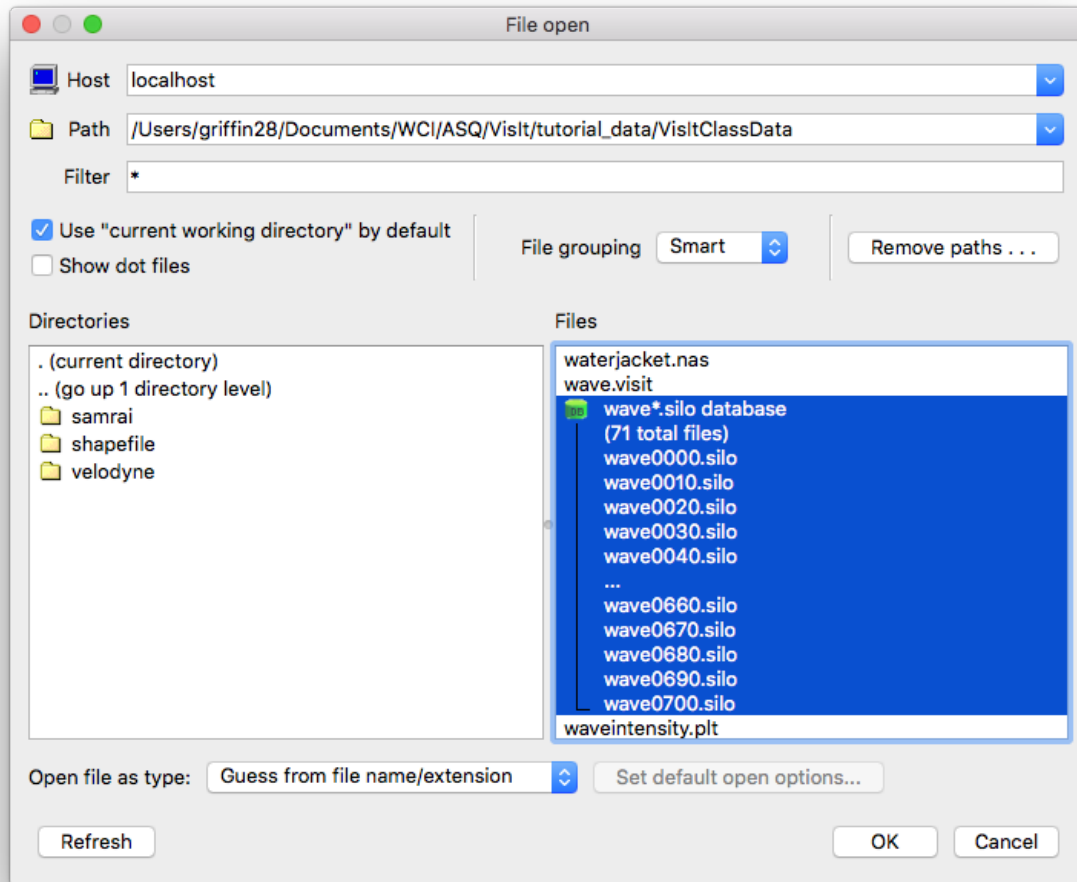 File open
Host localhost
Path /Users/griffin28/Documents/WCI/ASQ/VisIt/tutorial_data/VisItClassData
Filter *
Use "current working directory" by default
Show dot files
File grouping Smart
Remove paths . . .
Directories
. (current directory)
.. (go up 1 directory level)
samrai
shapefile
velodyne
Files
waterjacket.nas
wave.visit
DB wave*.silo database
(71 total files)
wave0000.silo
wave0010.silo
wave0020.silo
wave0030.silo
wave0040.silo
...
wave0660.silo
wave0670.silo
wave0680.silo
wave0690.silo
wave0700.silo
waveintensity.plt
Open file as type: Guess from file name/extension Set default open options...
Refresh OK Cancel